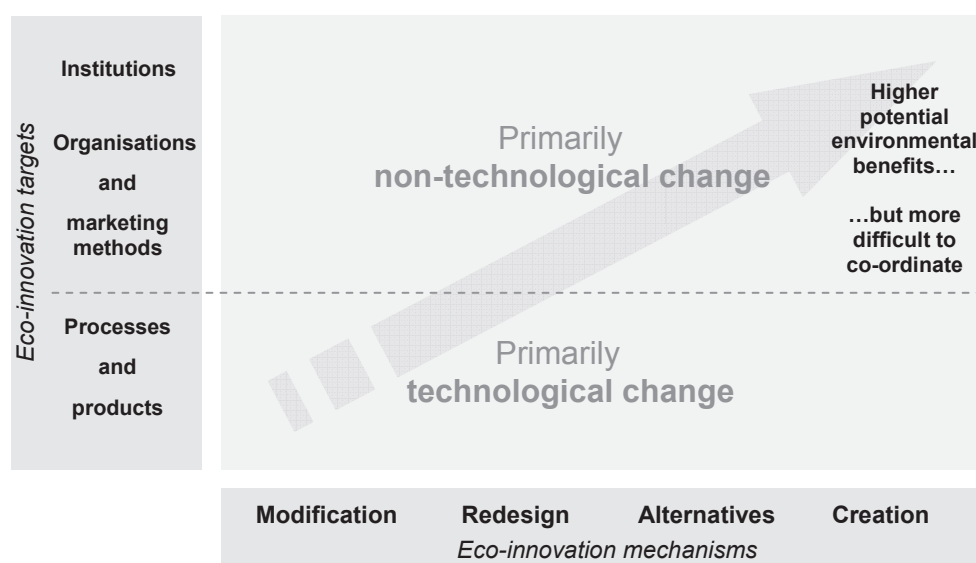 Eco-innovation targets
Institutions
Organisations
and
marketing
methods
Processes
and
products
Primarily
non-technological change
Higher
potential
environmental
benefits…
…but more
difficult to
co-ordinate
Primarily
technological change
Modification Redesign Alternatives Creation
Eco-innovation mechanisms